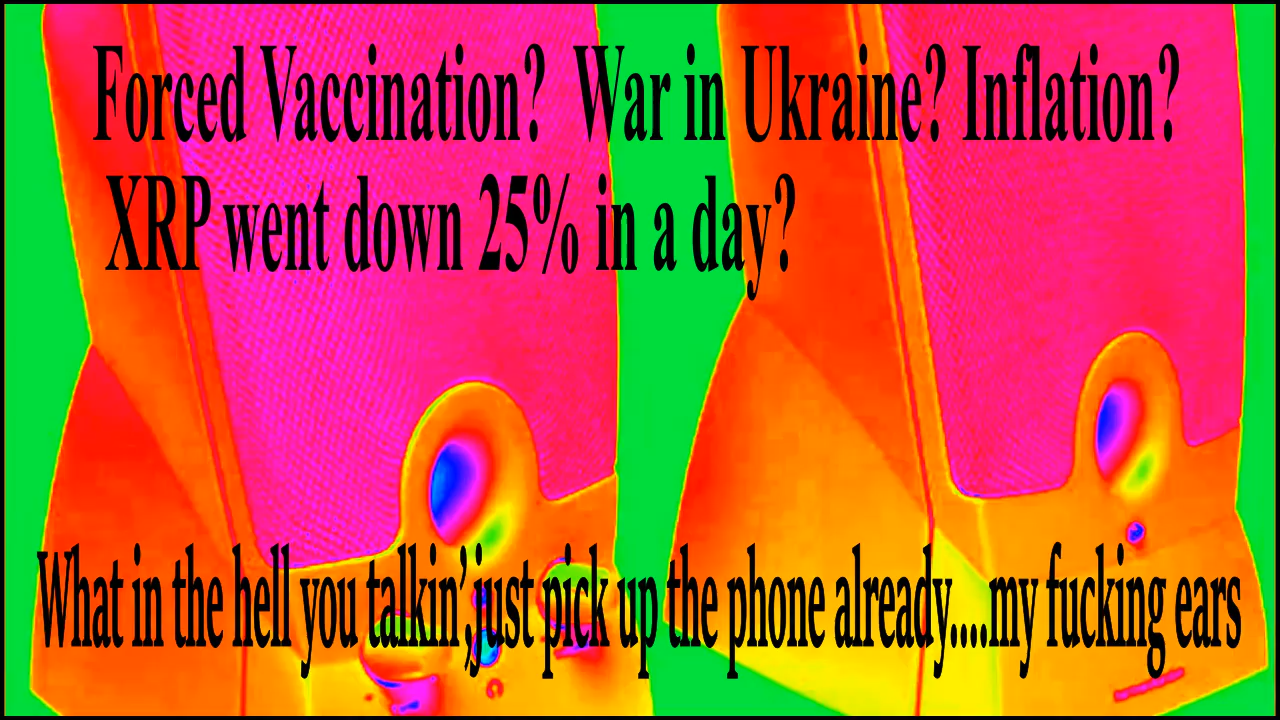 Forced Vaccination? War in Ukraine? Inflation?
XRP went down 25% in a day?
What in the hell you talkin',just pick up the phone already....my fucking ears